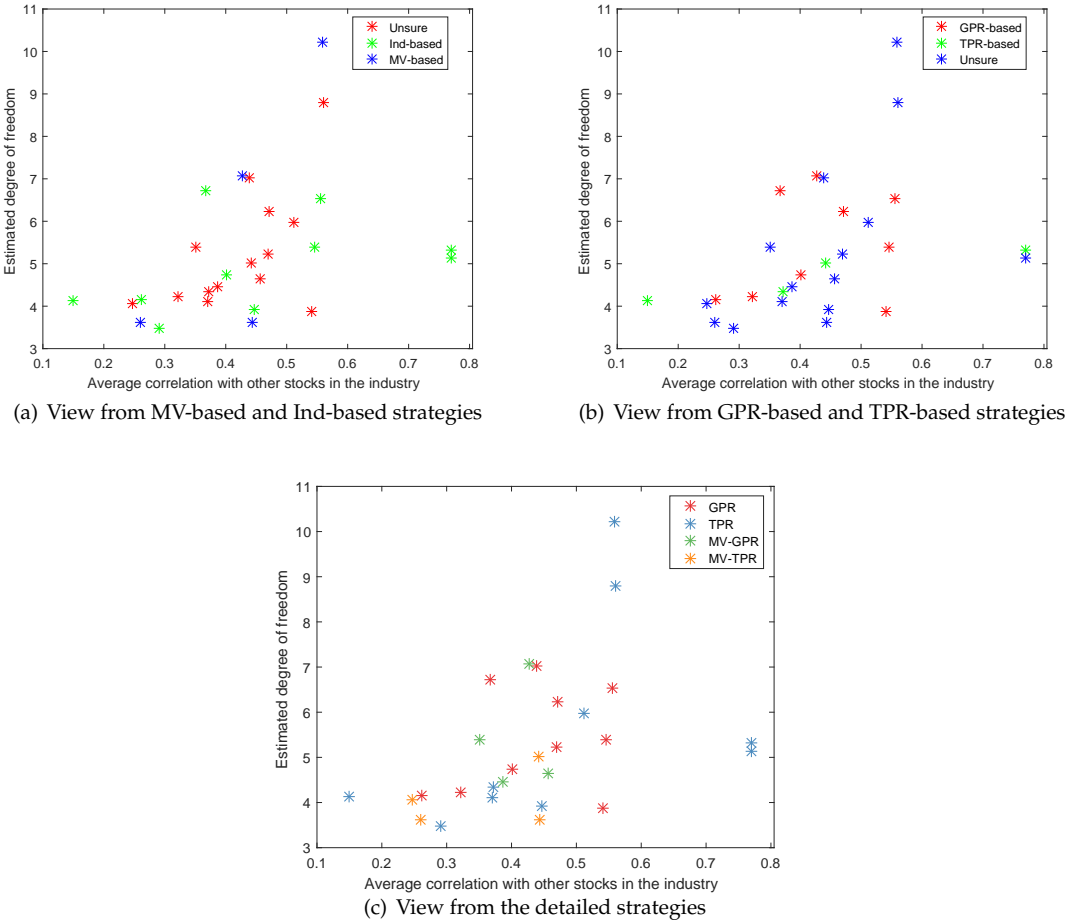 11
10
9
8
7
6
5
4
3
0.1 0.2 0.3 0.4 0.5 0.6 0.7 0.8
Estimated degree of freedom
Average correlation with other stocks in the industry
Unsure
Ind-based
MV-based
(a) View from MV-based and Ind-based strategies
11
10
9
8
7
6
5
4
3
0.1 0.2 0.3 0.4 0.5 0.6 0.7 0.8
Estimated degree of freedom
Average correlation with other stocks in the industry
GPR-based
TPR-based
Unsure
(b) View from GPR-based and TPR-based strategies
11
10
9
8
7
6
5
4
3
0.1 0.2 0.3 0.4 0.5 0.6 0.7 0.8
Estimated degree of freedom
Average correlation with other stocks in the industry
GPR
TPR
MV-GPR
MV-TPR
(c) View from the detailed strategies